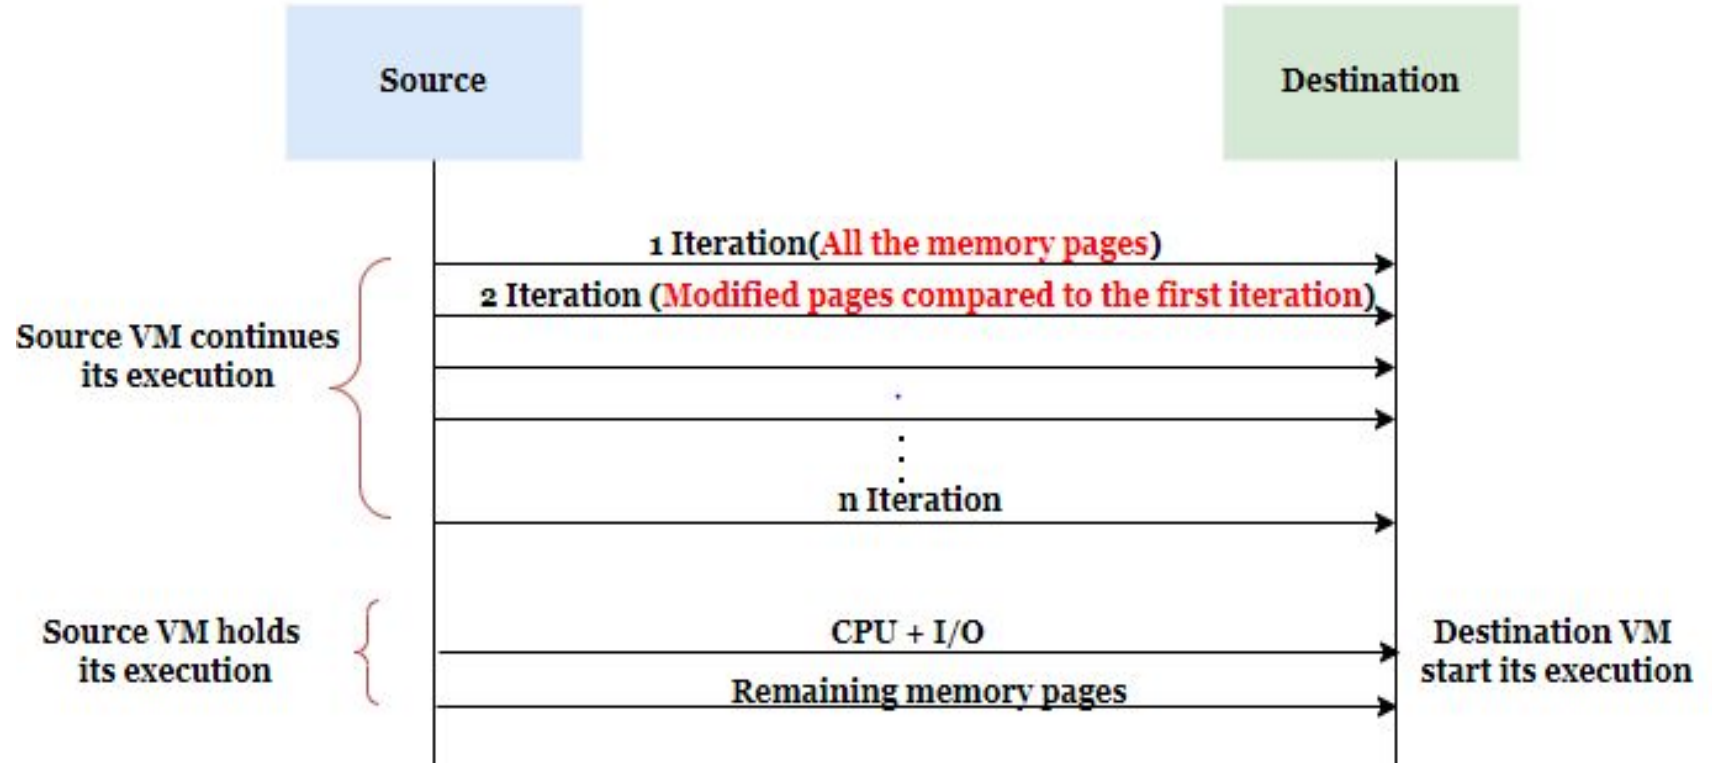 Source
Destination
1 Iteration(All the memory pages)
2 Iteration (Modified pages compared to the first iteration)
Source VM continues
its execution
n Iteration
Source VM holds
its execution
CPU + I/O
Destination VM
start its execution
Remaining memory pages